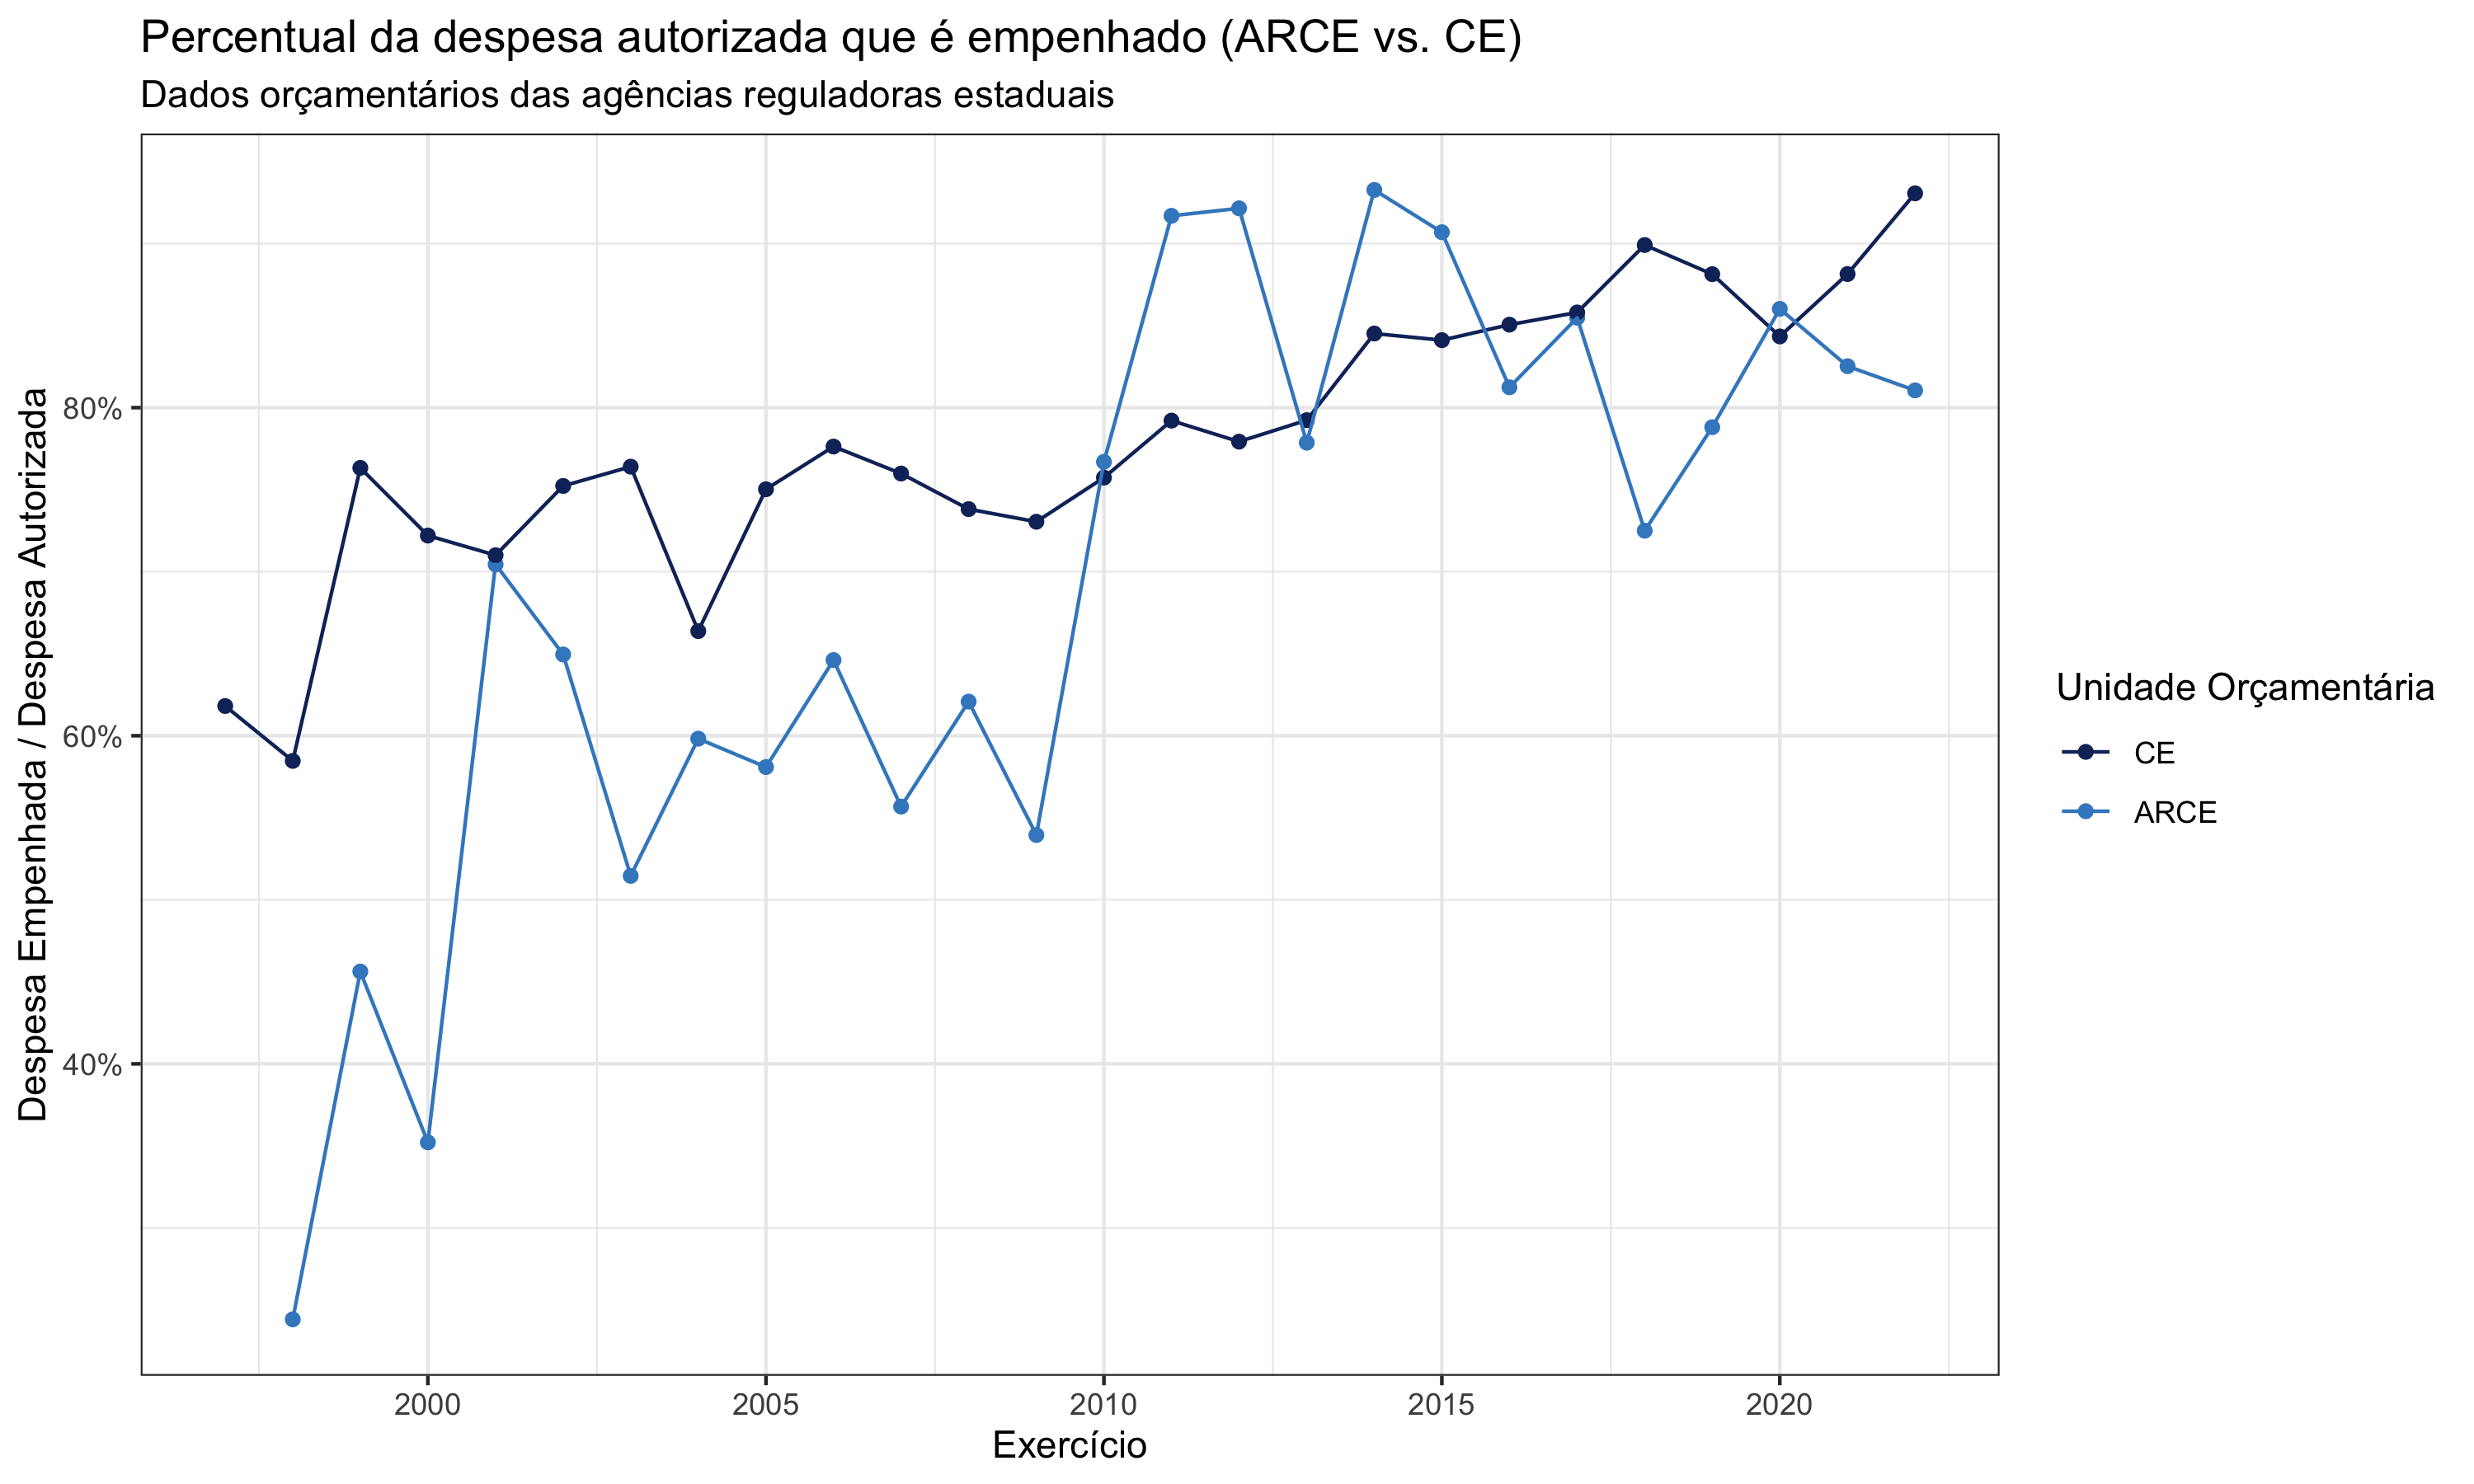 Percentual da despesa autorizada que é empenhado (ARCE vs. CE)
Dados orçamentários das agências reguladoras estaduais
Despesa Empenhada / Despesa Autorizada
80%
60%
40%
2000
2005
2010
2015
2020
Exercício
Unidade Orçamentária
CE
ARCE